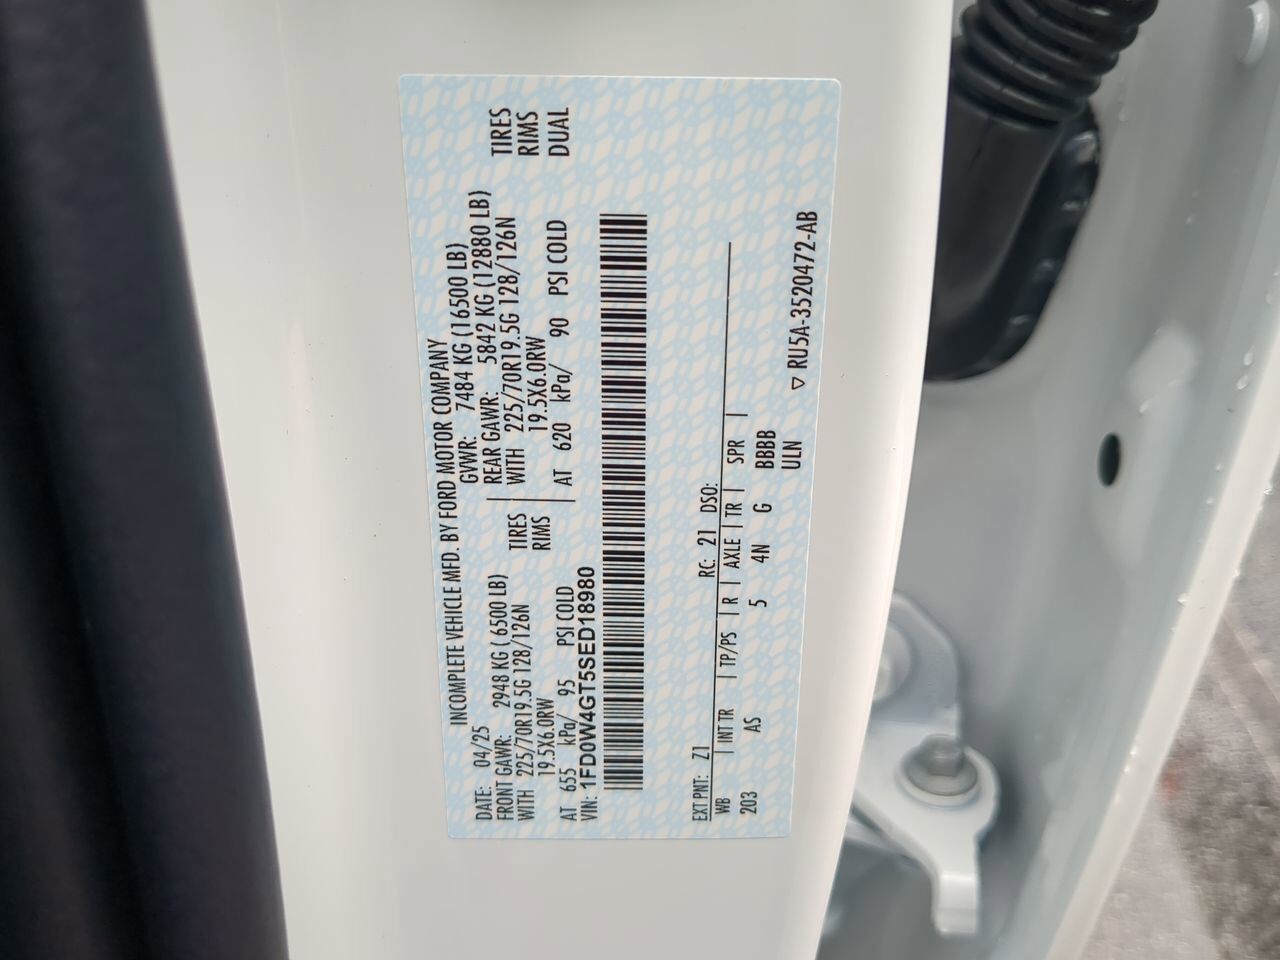 INCOMPLETE VEHICLE MFD. BY FORD MOTOR COMPANY
DATE: 04/25 GVWR: 7484 KG (16500 LB)
FRONT GAWR: 2948 KG ( 6500 LB) REAR GAWR: 5842 KG (12880 LB)
WITH 225/70R19.5G 128/126N TIRES WITH 225/70R19.5G 128/126N TIRES
19.5X6.0RW RIMS 19.5X6.0RW RIMS
AT 655 kPa/ 95 PSI COLD AT 620 kPa/ 90 PSI COLD DUAL
VIN: 1FD0W4GT5SED18980
EXT PNT: Z1 RC: 21 DSO:
WB | INT TR | TP/PS | R | AXLE | TR | SPR |
203 AS 5 4N G BBBB
ULN
▽ RU5A-3520472-AB